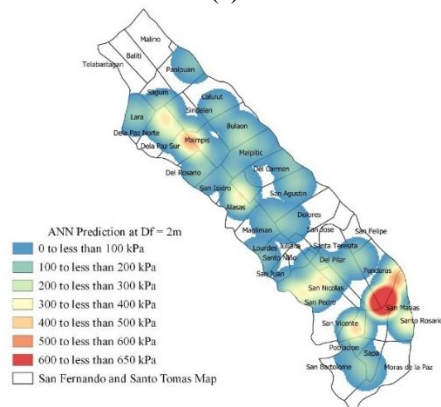 Malino
Baliti
Telabastagan
Panipuan
Saguin
Calulut
Lara
Sindalan
Dela Paz Norte
Bulaon
Maimpis
Dela Paz Sur
Malpitic
Del Rosario
Del Carmen
San Isidro
San Agustin
Alasas
Dolores
Magliman
San Jose
San Felipe
Lourdes
Juliana
Santa Teresita
Santo Niño
Del Pilar
San Juan
Pandaras
San Nicolas
San Pedro
San Matias
Santo Rosario
San Vicente
Poblacion
Sapa
San Bartolome
Moras de la Paz
ANN Prediction at Df = 2m
0 to less than 100 kPa
100 to less than 200 kPa
200 to less than 300 kPa
300 to less than 400 kPa
400 to less than 500 kPa
500 to less than 600 kPa
600 to less than 650 kPa
San Fernando and Santo Tomas Map